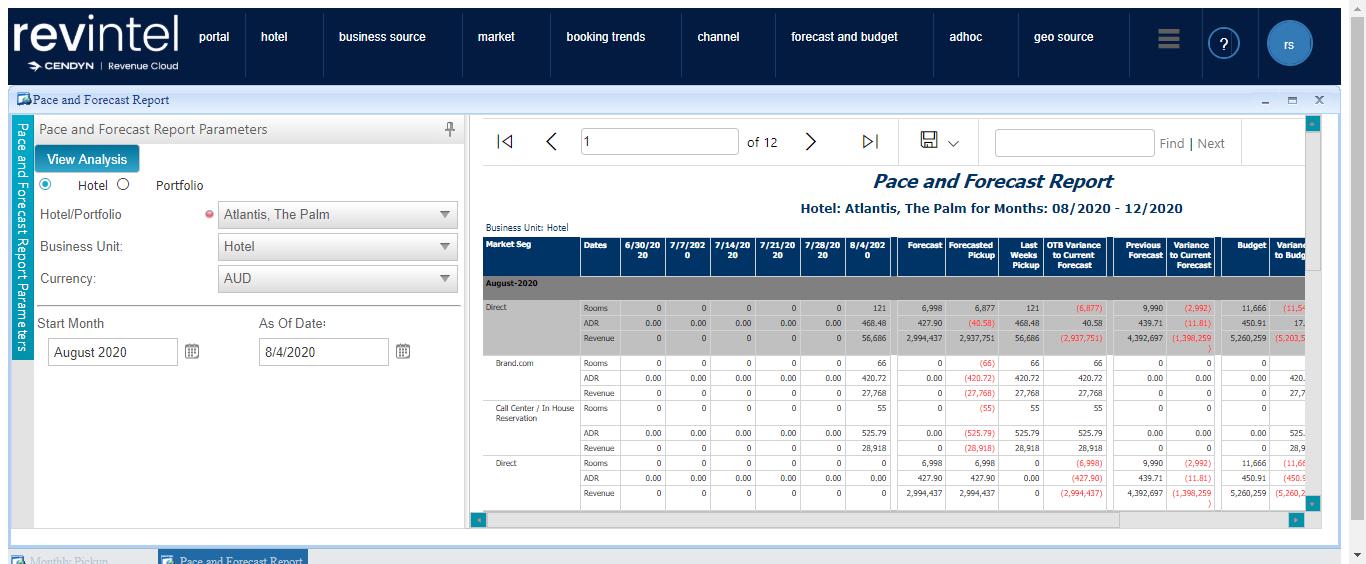 revintel
CENDYN | Revenue Cloud
portal hotel business source market booking trends channel forecast and budget adhoc geo source ? rs
Pace and Forecast Report
Pace and Forecast Report Parameters
Pace and Forecast Report Parameters
View Analysis
Hotel Portfolio
Hotel/Portfolio Atlantis, The Palm
Business Unit: Hotel
Currency: AUD
Start Month As Of Date:
August 2020 8/4/2020
1 of 12 Find | Next
Pace and Forecast Report
Hotel: Atlantis, The Palm for Months: 08/2020 - 12/2020
Business Unit: Hotel
Market Seg Dates 6/30/20 7/7/202 7/14/20 7/21/20 7/28/20 8/4/202 Forecast Forecasted Last OTB Variance Previous Variance Budget
20 0 20 20 20 0 Pickup Weeks to Current Forecast to Current
Pickup Forecast Forecast
August-2020
Direct Rooms 0 0 0 0 0 121 6,998 6,877 121 (6,877) 9,990 (2,992) 11,666
ADR 0.00 0.00 0.00 0.00 0.00 468.48 427.90 (40.58) 468.48 40.58 439.71 (11.81) 450.91 17.
Revenue 0 0 0 0 0 56,686 2,994,437 2,937,751 56,686 (2,937,751) 4,392,697 (1,398,259 5,260,259 (5,203,5
)
Brand.com Rooms 0 0 0 0 0 66 0 (66) 66 66 0 0 0
ADR 0.00 0.00 0.00 0.00 0.00 420.72 0.00 (420.72) 420.72 420.72 0.00 0.00 0.00 420.
Revenue 0 0 0 0 0 27,768 0 (27,768) 27,768 27,768 0 0 0 27,7
Call Center / In House Rooms 0 0 0 0 0 55 0 (55) 55 55 0 0 0
Reservation
ADR 0.00 0.00 0.00 0.00 0.00 525.79 0.00 (525.79) 525.79 525.79 0.00 0.00 0.00 525.
Revenue 0 0 0 0 0 28,918 0 (28,918) 28,918 28,918 0 0 0 28,9
Direct Rooms 0 0 0 0 0 0 6,998 6,998 0 (6,998) 9,990 (2,992) 11,666 (11,66
ADR 0.00 0.00 0.00 0.00 0.00 0.00 427.90 427.90 0.00 (427.90) 439.71 (11.81) 450.91 (450.9
Revenue 0 0 0 0 0 0 2,994,437 2,994,437 0 (2,994,437) 4,392,697 (1,398,259 5,260,259 (5,260,2
)
Monthly Pickup Pace and Forecast Report